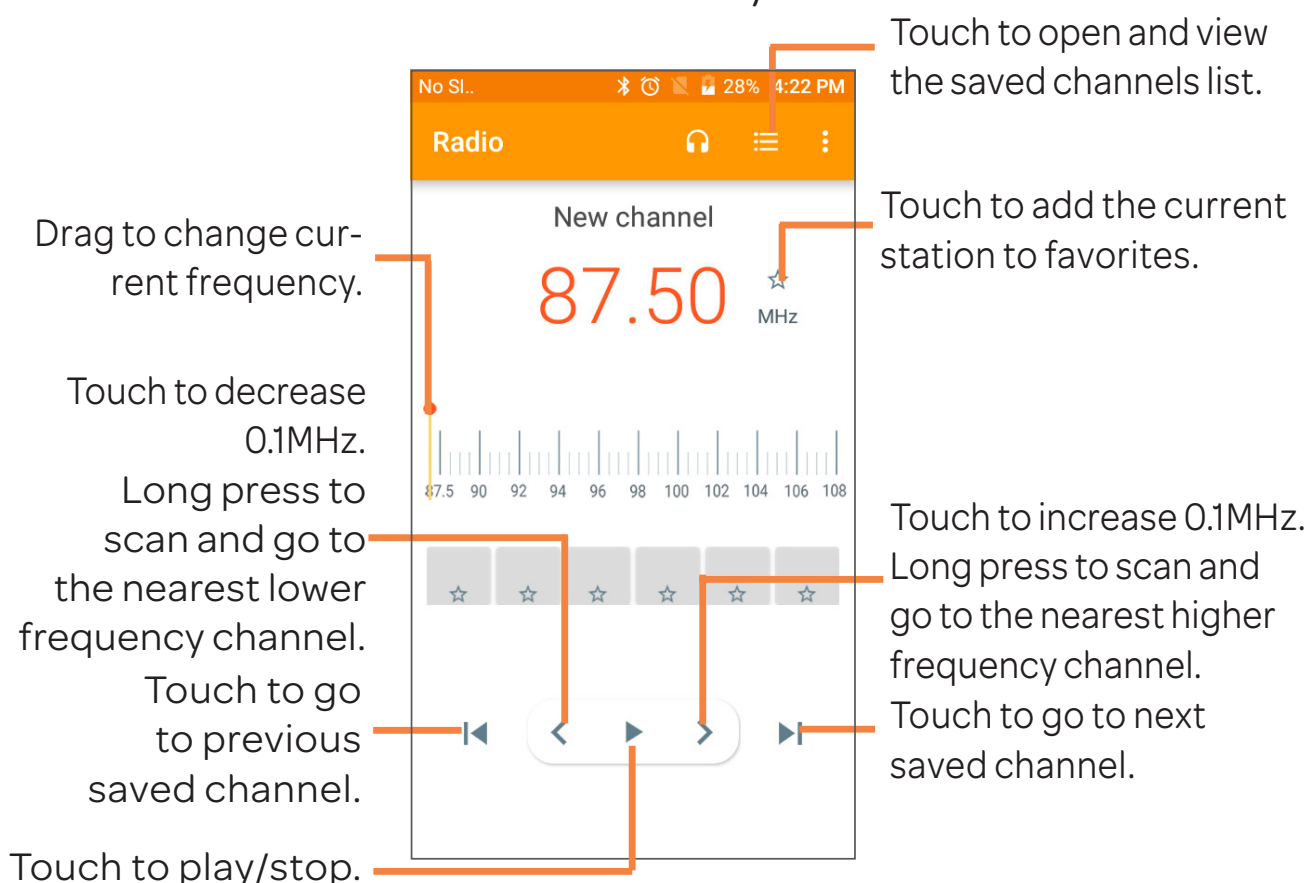 Touch to open and view
the saved channels list.
No SI.. 28% 4:22 PM
Radio
New channel
87.50
MHz
Touch to add the current
station to favorites.
Drag to change cur-
rent frequency.
Touch to decrease
0.1MHz.
Long press to
scan and go to
the nearest lower
frequency channel.
87.5 90 92 94 96 98 100 102 104 106 108
Touch to increase 0.1MHz.
Long press to scan and
go to the nearest higher
frequency channel.
Touch to go
to previous
saved channel.
Touch to go to next
saved channel.
Touch to play/stop.